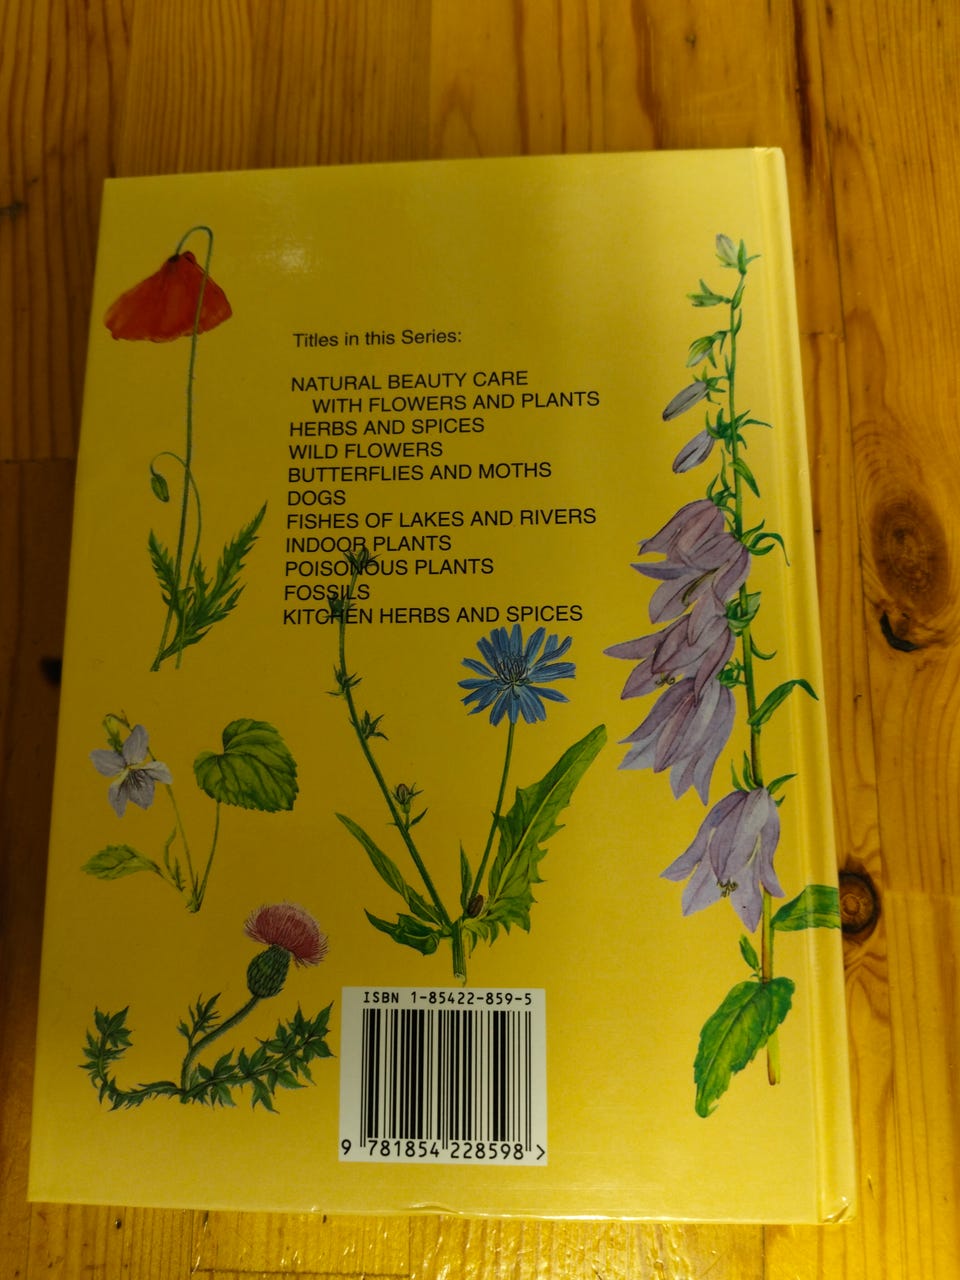 Titles in this Series:
NATURAL BEAUTY CARE
WITH FLOWERS AND PLANTS
HERBS AND SPICES
WILD FLOWERS
BUTTERFLIES AND MOTHS
DOGS
FISHES OF LAKES AND RIVERS
INDOOR PLANTS
POISONOUS PLANTS
FOSSILS
KITCHEN HERBS AND SPICES
ISBN 1-85422-859-5
9 781854 228598 >